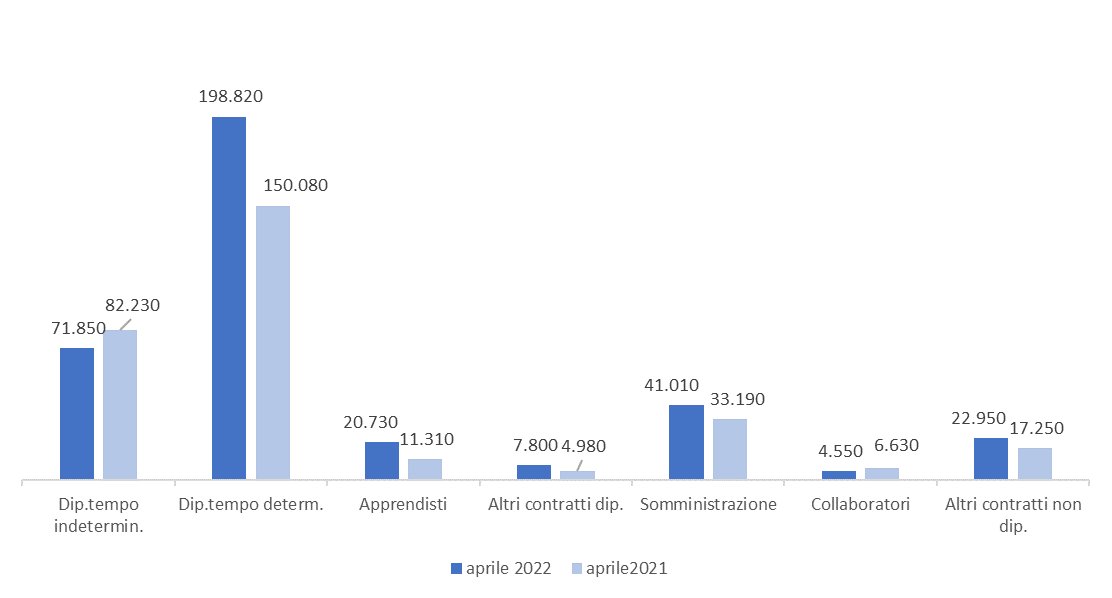 198.820
150.080
82.230
71.850
20.730
11.310
7.800
4.980
41.010
33.190
4.550
6.630
22.950
17.250
Dip.tempo
indetermin.
Dip.tempo determ.
Apprendisti
Altri contratti dip.
Somministrazione
Collaboratori
Altri contratti non
dip.
aprile 2022
aprile2021